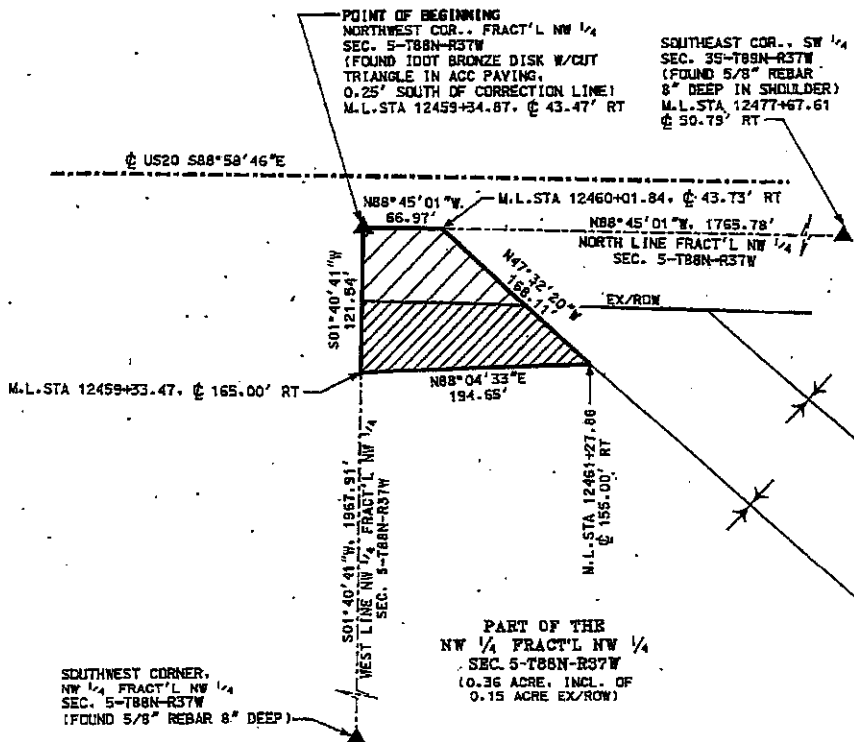 POINT OF BEGINNING
NORTHWEST COR., FRACT'L NW 1/4
SEC. 5-T88N-R37W
(FOUND IDOT BRONZE DISK W/CUT
TRIANGLE IN ACC PAVING,
0.25' SOUTH OF CORRECTION LINE)
M.L.STA 12459+34.87, ℄ 43.47' RT
SOUTHEAST COR., SW 1/4
SEC. 35-T89N-R37W
(FOUND 5/8" REBAR
8" DEEP IN SHOULDER)
M.L.STA 12477+67.61
℄ 50.79' RT
℄ US20 S88°58'46"E
N88°45'01"W,
66.97'
M.L.STA 12460+01.84, ℄ 43.73' RT
N88°45'01"W, 1765.78'
NORTH LINE FRACT'L NW 1/4
SEC. 5-T88N-R37W
S01°40'41"W
121.54'
N47°32'20"W
168.11'
EX/ROW
M.L.STA 12459+33.47, ℄ 165.00' RT
N88°04'33"E
194.65'
M.L.STA 12461+27.86
℄ 155.00' RT
S01°40'41"W, 1967.91'
WEST LINE NW 1/4 FRACT'L NW 1/4
SEC. 5-T88N-R37W
PART OF THE
NW 1/4 FRACT'L NW 1/4
SEC. 5-T88N-R37W
(0.36 ACRE, INCL. OF
0.15 ACRE EX/ROW)
SOUTHWEST CORNER,
NW 1/4 FRACT'L NW 1/4
SEC. 5-T88N-R37W
(FOUND 5/8" REBAR 8" DEEP)